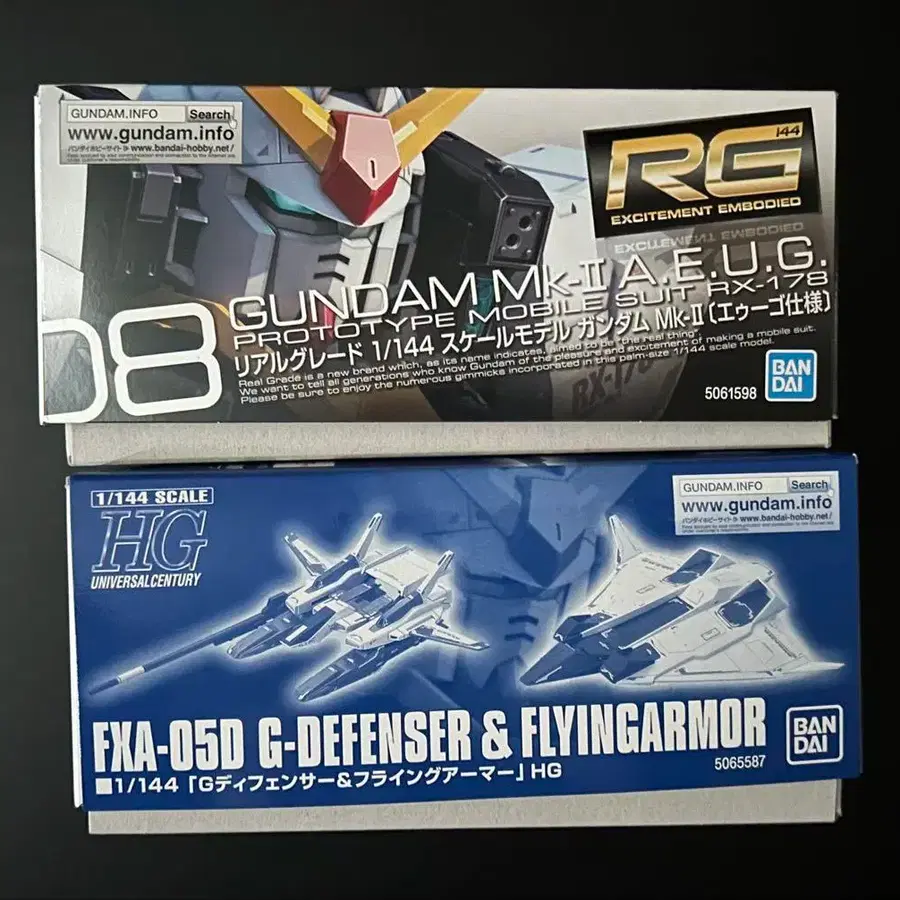 GUNDAM.INFO Search
www.gundam.info
バンダイホビーサイト www.bandai-hobby.net/
1/144
RG
EXCITEMENT EMBODIED
08
GUNDAM Mk-II A.E.U.G.
PROTOTYPE MOBILE SUIT RX-178
リアルグレード 1/144 スケールモデル ガンダム Mk-II〔エゥーゴ仕様〕
Real Grade is a new brand which, as its name indicates, aimed to be "the real thing".
We want to tell all generations who know Gundam of the pleasure and excitement of making a mobile suit.
Please be sure to enjoy the numerous gimmicks incorporated in this palm-size 1/144 scale model.
RX-178
5061598
BAN
DAI
1/144 SCALE
HG
UNIVERSAL CENTURY
GUNDAM.INFO Search
www.gundam.info
バンダイホビーサイト www.bandai-hobby.net/
FXA-05D G-DEFENSER & FLYINGARMOR
■1/144「Gディフェンサー&フライングアーマー」HG
5065587
BAN
DAI